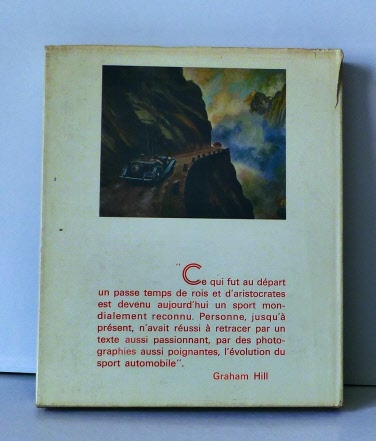 "Ce qui fut au départ
un passe temps de rois et d'aristocrates
est devenu aujourd'hui un sport mon-
dialement reconnu. Personne, jusqu'à
présent, n'avait réussi à retracer par un
texte aussi passionnant, par des photo-
graphies aussi poignantes, l'évolution du
sport automobile".
Graham Hill